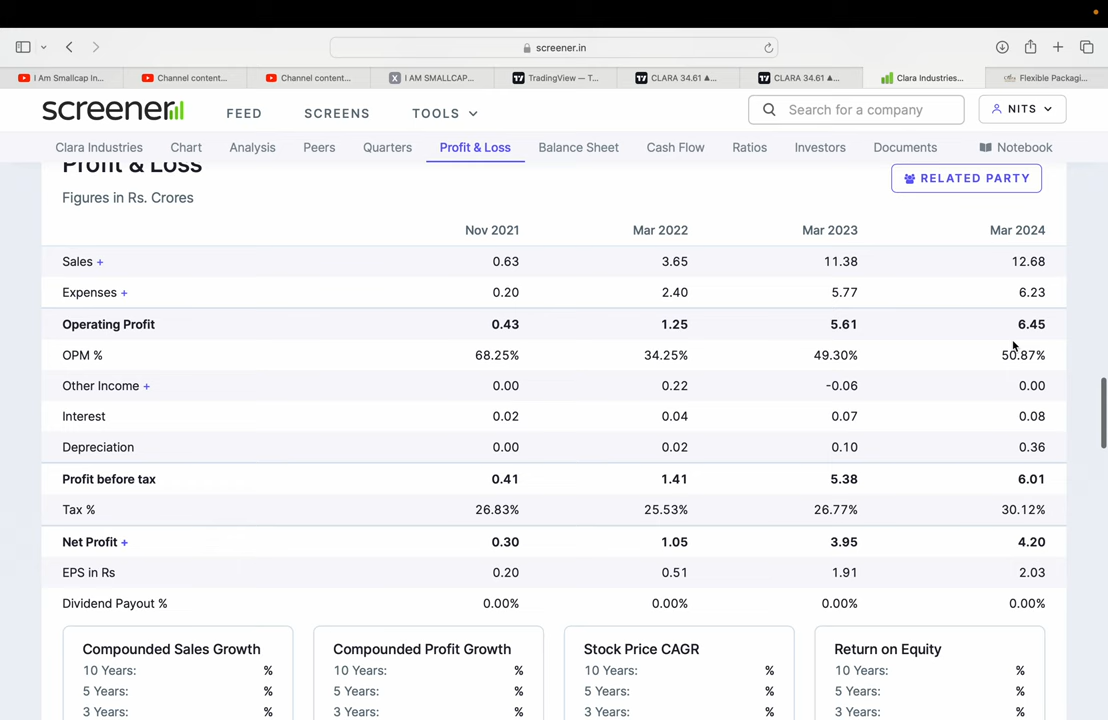 screener.in
I Am Smallcap In...
Channel content...
Channel content...
I AM SMALLCAP...
TradingView — T...
CLARA 34.61 ▲...
CLARA 34.61 ▲...
Clara Industries...
Flexible Packagi...
screener
FEED
SCREENS
TOOLS
Search for a company
NITS
Clara Industries
Chart
Analysis
Peers
Quarters
Profit & Loss
Balance Sheet
Cash Flow
Ratios
Investors
Documents
Notebook
Profit & Loss
RELATED PARTY
Figures in Rs. Crores
Nov 2021 Mar 2022 Mar 2023 Mar 2024
Sales + 0.63 3.65 11.38 12.68
Expenses + 0.20 2.40 5.77 6.23
Operating Profit 0.43 1.25 5.61 6.45
OPM % 68.25% 34.25% 49.30% 50.87%
Other Income + 0.00 0.22 -0.06 0.00
Interest 0.02 0.04 0.07 0.08
Depreciation 0.00 0.02 0.10 0.36
Profit before tax 0.41 1.41 5.38 6.01
Tax % 26.83% 25.53% 26.77% 30.12%
Net Profit + 0.30 1.05 3.95 4.20
EPS in Rs 0.20 0.51 1.91 2.03
Dividend Payout % 0.00% 0.00% 0.00% 0.00%
Compounded Sales Growth
10 Years: %
5 Years: %
3 Years: %
Compounded Profit Growth
10 Years: %
5 Years: %
3 Years: %
Stock Price CAGR
10 Years: %
5 Years: %
3 Years: %
Return on Equity
10 Years: %
5 Years: %
3 Years: %